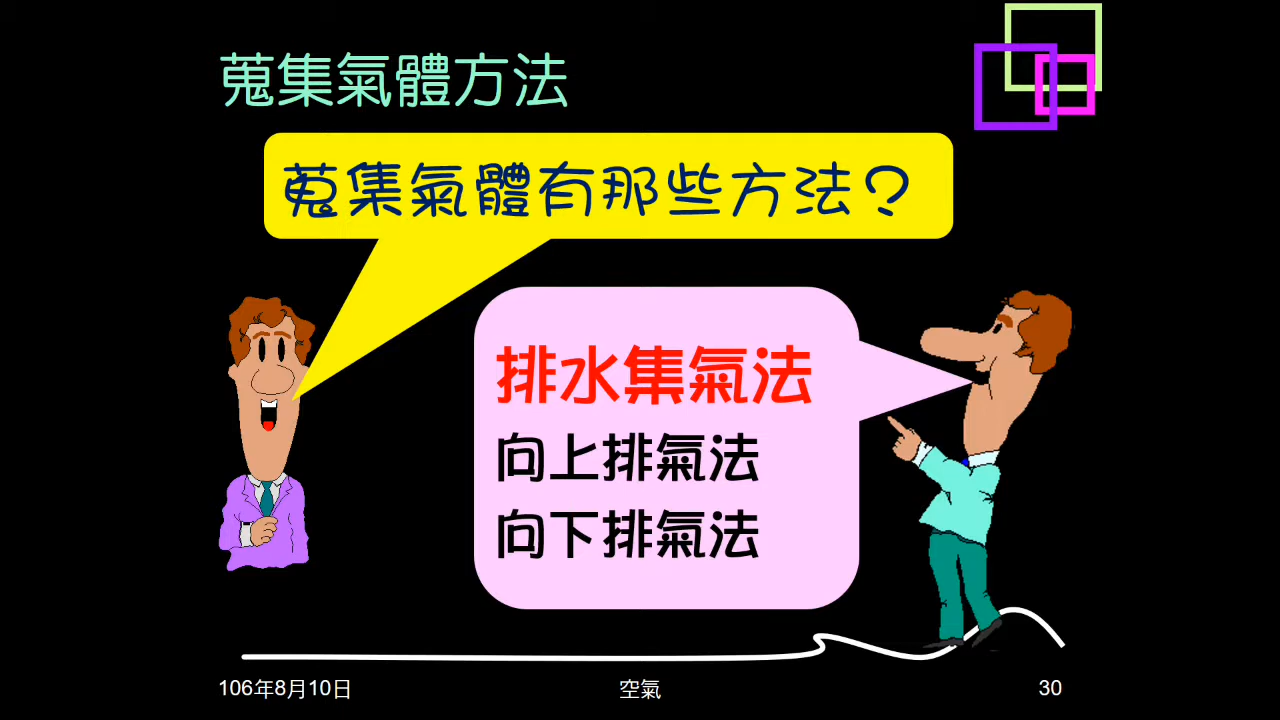 蒐集氣體方法
蒐集氣體有那些方法？
排水集氣法
向上排氣法
向下排氣法
106年8月10日
空氣
30